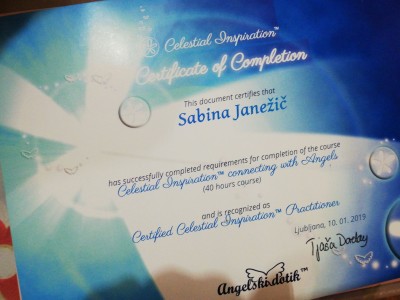 Celestial Inspiration™
Certificate of Completion
This document certifies that
Sabina Janežič
has successfully completed requirements for completion of the course
Celestial Inspiration™ connecting with Angels
(40 hours course)
and is recognized as
Certified Celestial Inspiration™ Practitioner
Ljubljana, 10. 01. 2019
Angelski dotik™